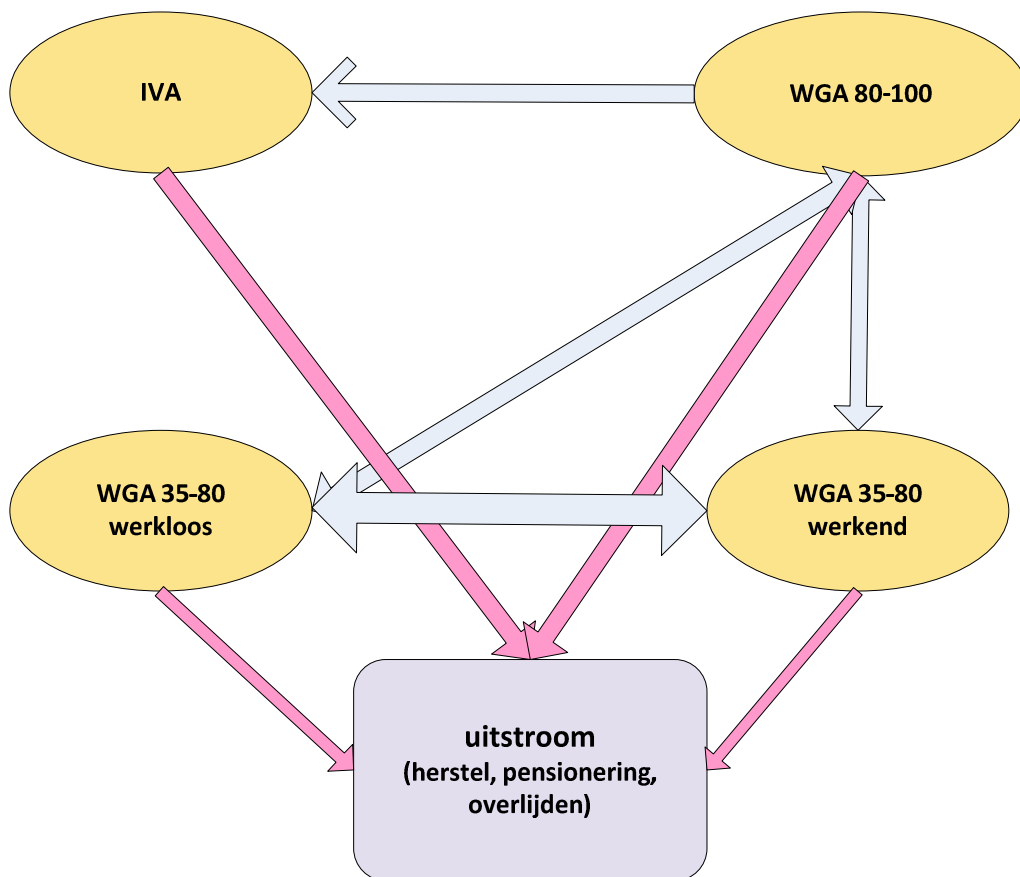 IVA
WGA 80-100
WGA 35-80
werkloos
WGA 35-80
werkend
uitstroom
(herstel, pensionering,
overlijden)